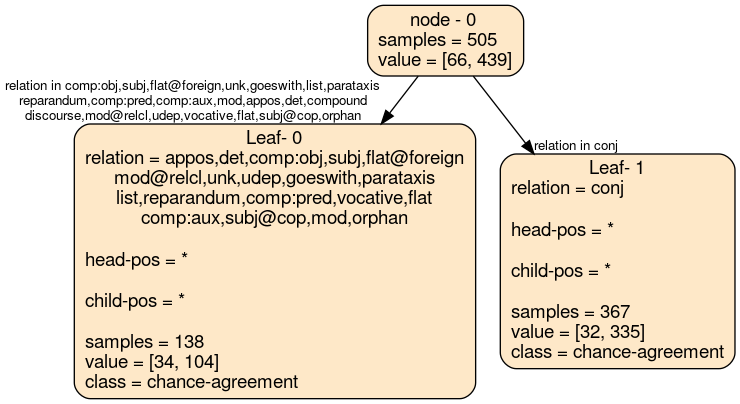 node - 0
samples = 505
value = [66, 439]
relation in comp:obj,subj,flat@foreign,unk,goeswith,list,parataxis
reparandum,comp:pred,comp:aux,mod,appos,det,compound
discourse,mod@relcl,udep,vocative,flat,subj@cop,orphan
relation in conj
Leaf- 0
relation = appos,det,comp:obj,subj,flat@foreign
mod@relcl,unk,udep,goeswith,parataxis
list,reparandum,comp:pred,vocative,flat
comp:aux,subj@cop,mod,orphan
head-pos = *
child-pos = *
samples = 138
value = [34, 104]
class = chance-agreement
Leaf- 1
relation = conj
head-pos = *
child-pos = *
samples = 367
value = [32, 335]
class = chance-agreement